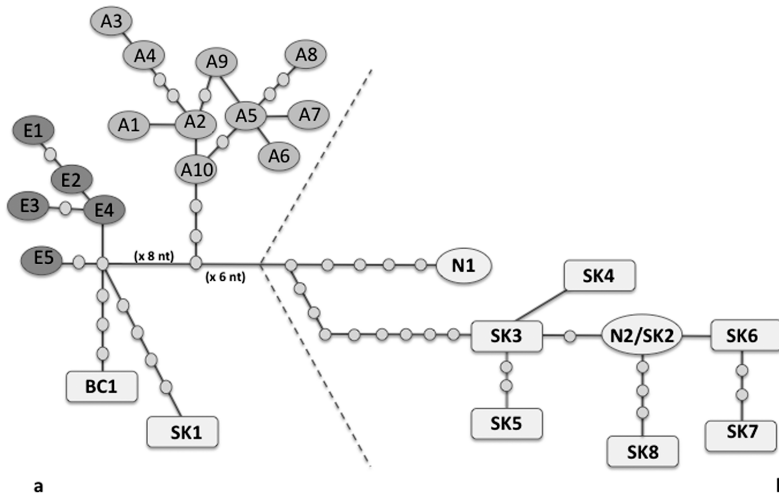 A3
A4
A9
A8
A1
A2
A5
A7
A6
A10
E1
E2
E3
E4
E5
(x 8 nt)
(x 6 nt)
N1
SK4
SK3
N2/SK2
SK6
BC1
SK1
SK5
SK8
SK7
a